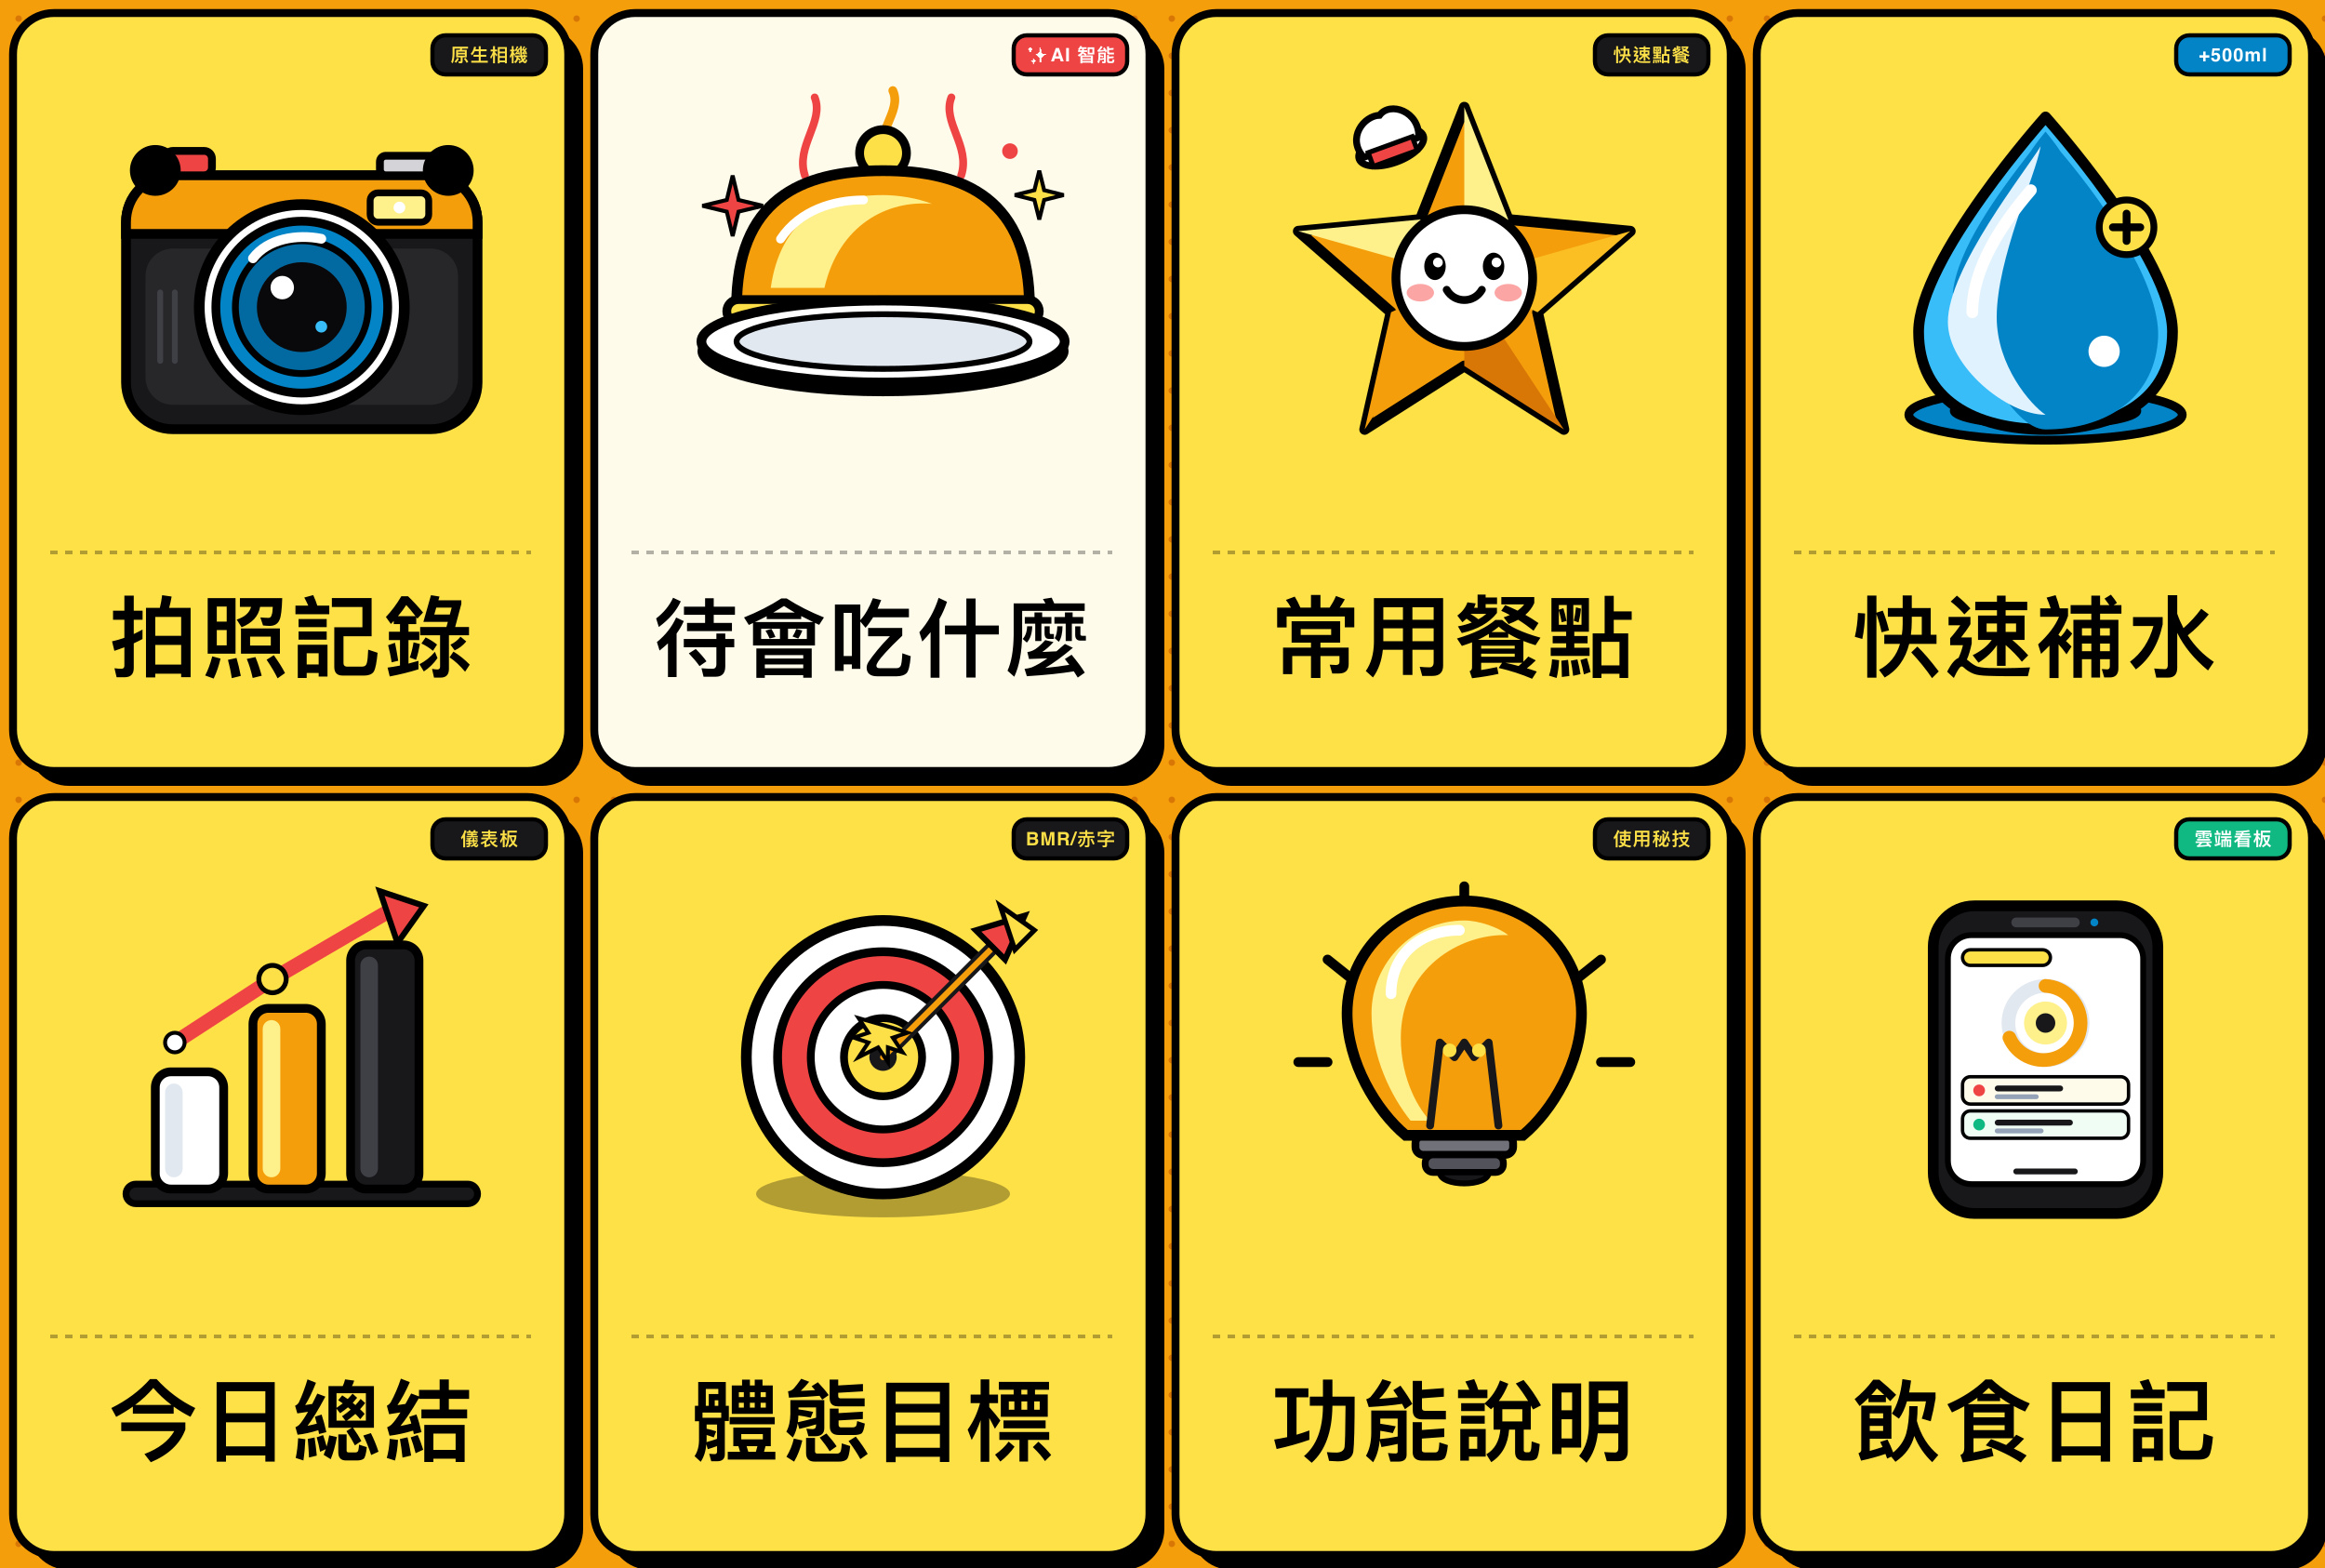 原生相機
拍照記錄
AI 智能
待會吃什麼
快速點餐
常用餐點
+500ml
快速補水
儀表板
今日總結
BMR/赤字
體態目標
使用秘技
功能說明
雲端看板
飲食日記